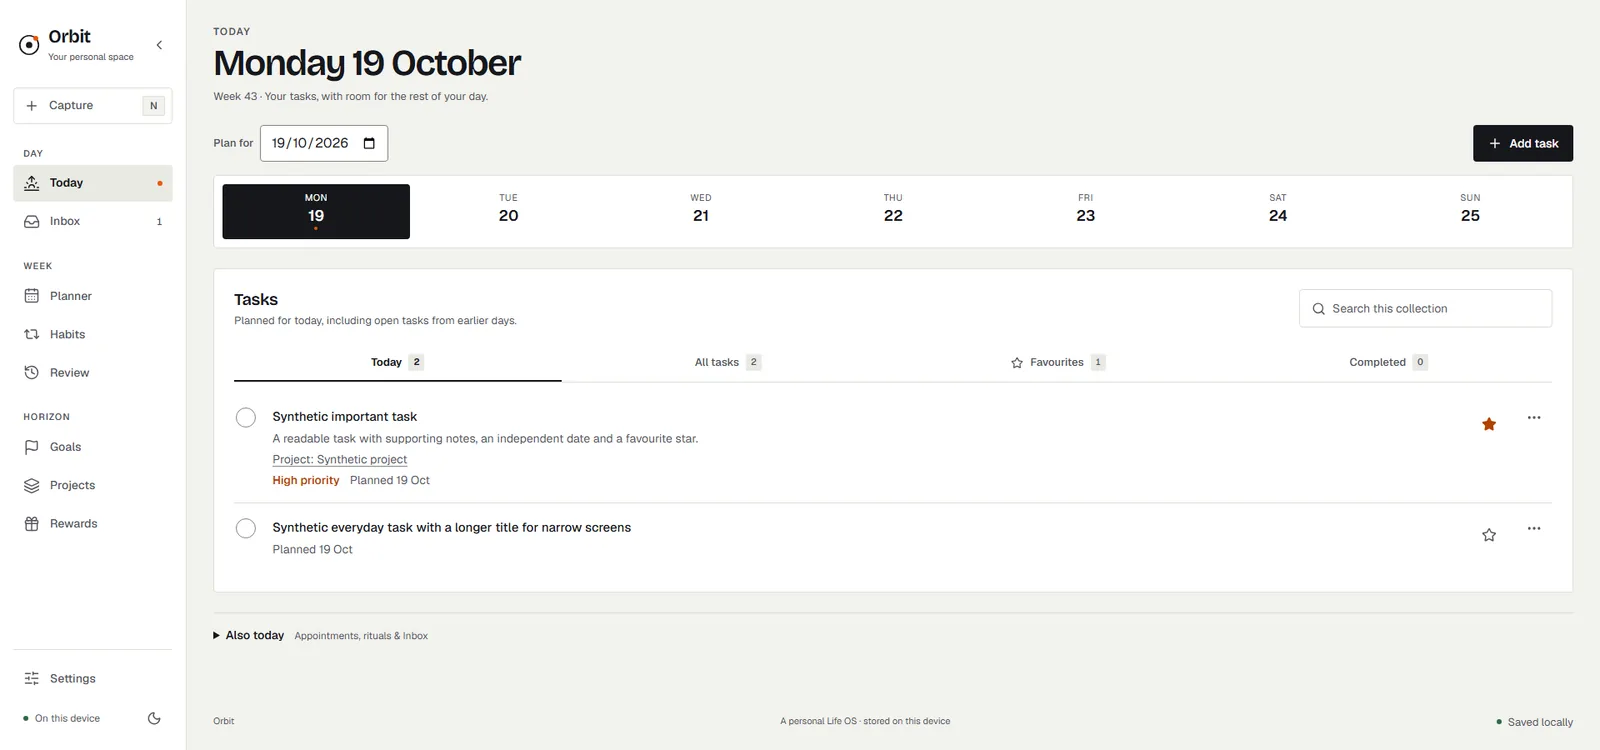 Orbit
Your personal space
Capture N
DAY
Today
Inbox 1
WEEK
Planner
Habits
Review
HORIZON
Goals
Projects
Rewards
Settings
On this device
TODAY
Monday 19 October
Week 43 · Your tasks, with room for the rest of your day.
Plan for 19/10/2026
Add task
MON TUE WED THU FRI SAT SUN
19 20 21 22 23 24 25
Tasks
Planned for today, including open tasks from earlier days.
Search this collection
Today 2 All tasks 2 Favourites 1 Completed 0
Synthetic important task
A readable task with supporting notes, an independent date and a favourite star.
Project: Synthetic project
High priority Planned 19 Oct
Synthetic everyday task with a longer title for narrow screens
Planned 19 Oct
Also today Appointments, rituals & Inbox
Orbit A personal Life OS · stored on this device Saved locally